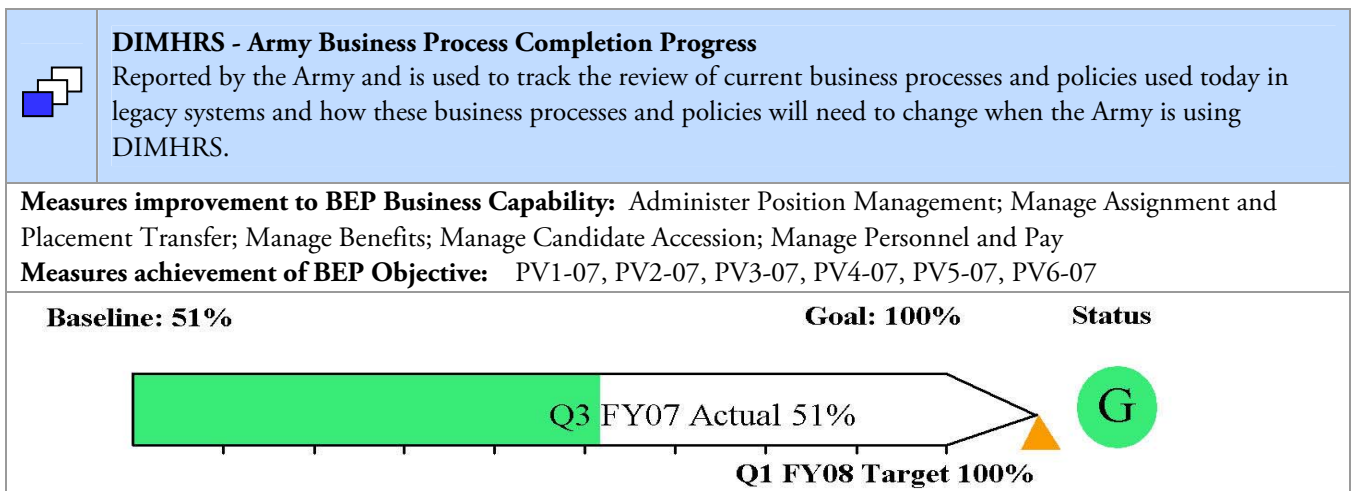 DIMHRS - Army Business Process Completion Progress
Reported by the Army and is used to track the review of current business processes and policies used today in
legacy systems and how these business processes and policies will need to change when the Army is using
DIMHRS.
Measures improvement to BEP Business Capability: Administer Position Management; Manage Assignment and
Placement Transfer; Manage Benefits; Manage Candidate Accession; Manage Personnel and Pay
Measures achievement of BEP Objective: PV1-07, PV2-07, PV3-07, PV4-07, PV5-07, PV6-07
Baseline: 51% Goal: 100% Status
Q3 FY07 Actual 51% G
Q1 FY08 Target 100%